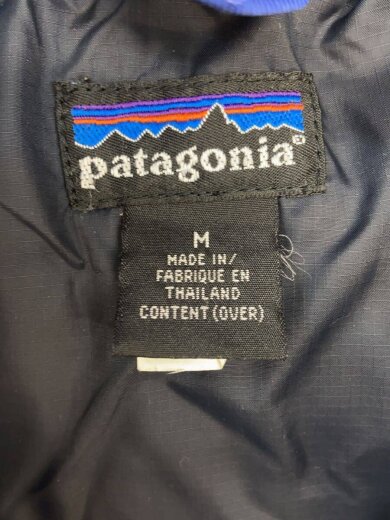 patagonia®
M
MADE IN/
FABRIQUE EN
THAILAND
CONTENT (OVER)